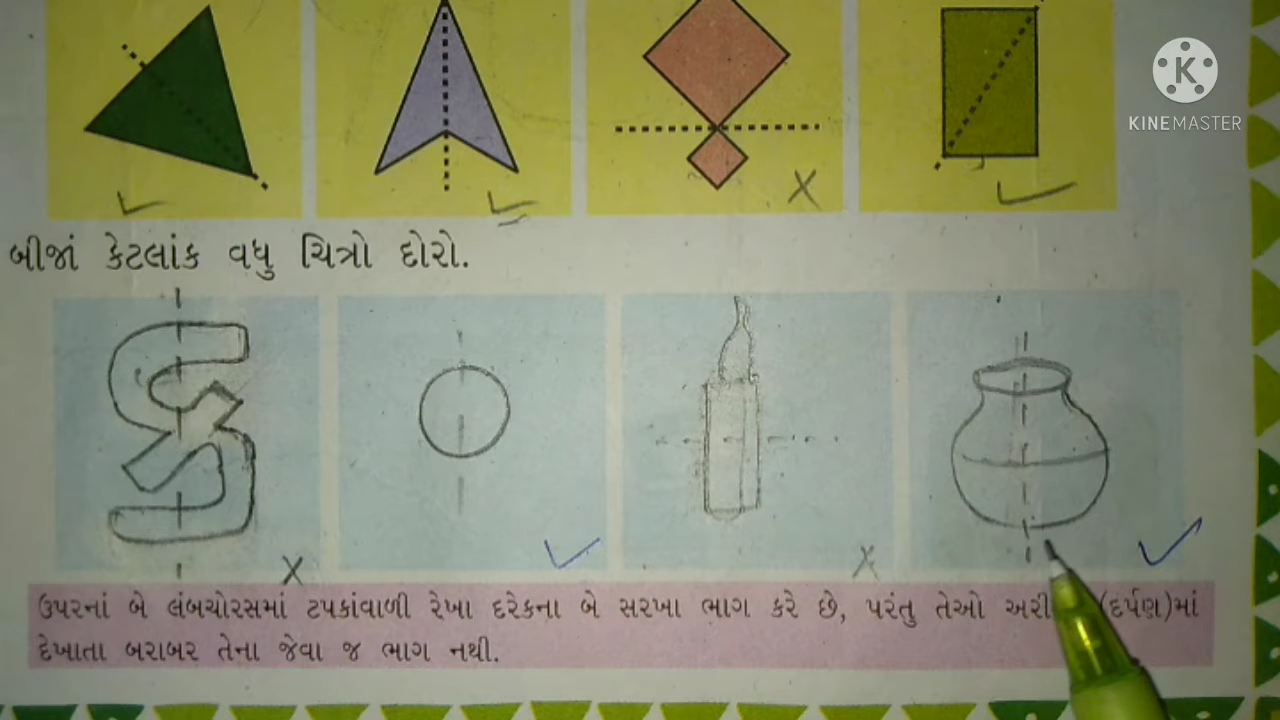 KINEMASTER
બીજાં કેટલાંક વધુ ચિત્રો દોરો.
ઉપરનાં બે લંબચોરસમાં ટપકાંવાળી રેખા દરેકના બે સરખા ભાગ કરે છે, પરંતુ તેઓ (દર્પણ)માં
દેખાતા બરાબર તેના જેવા જ ભાગ નથી.